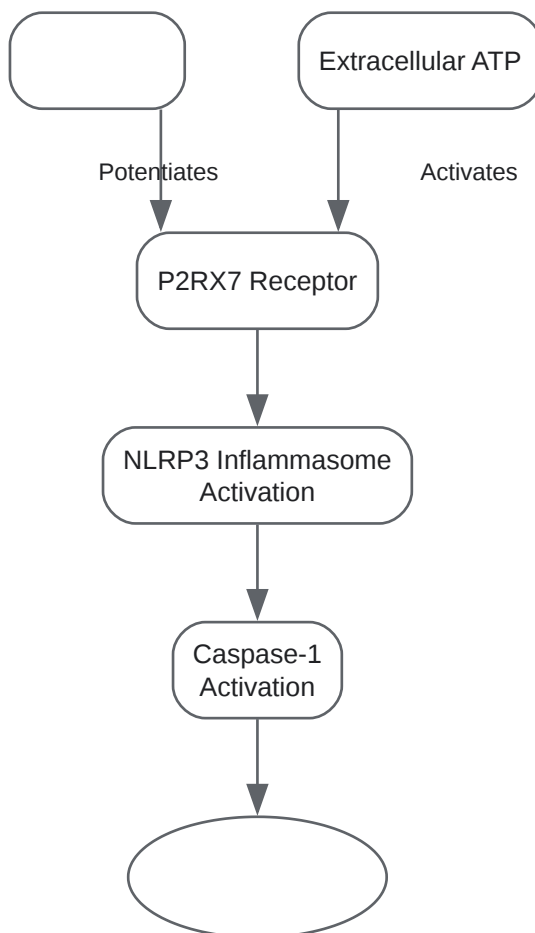 Extracellular ATP
Potentiates
Activates
P2RX7 Receptor
NLRP3 Inflammasome
Activation
Caspase-1
Activation